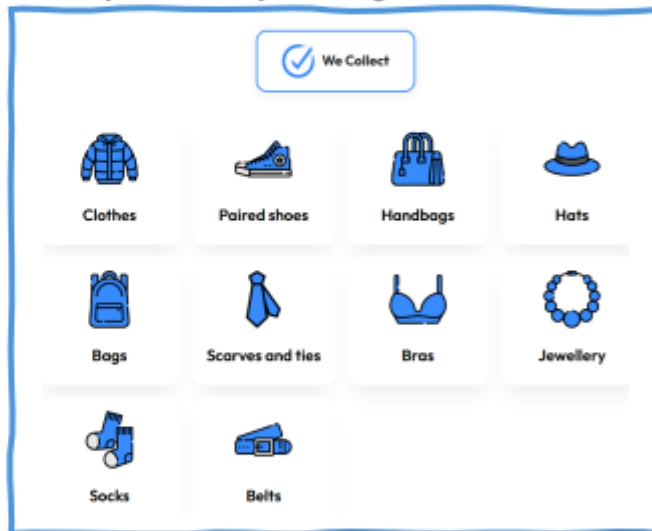 We Collect
Clothes Paired shoes Handbags Hats
Bags Scarves and ties Bras Jewellery
Socks Belts